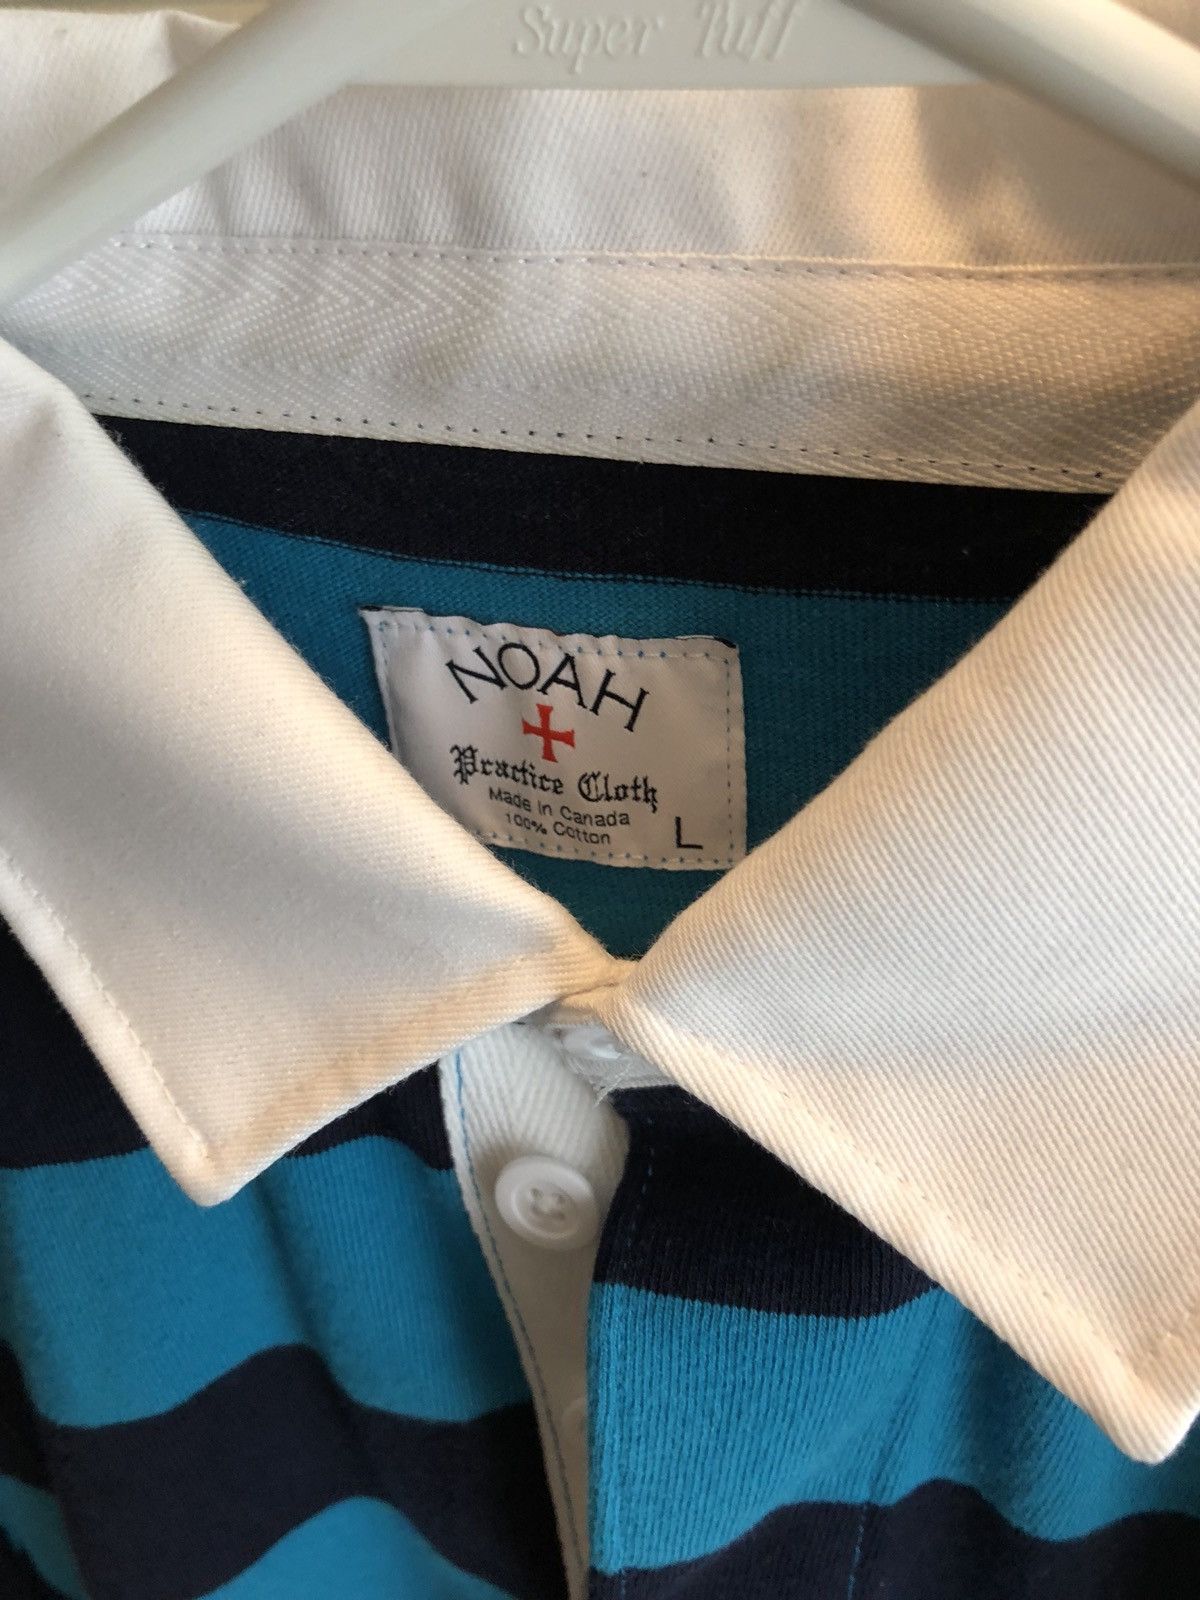 Super Tuff
NOAH
Practice Cloth
Made in Canada
100% Cotton
L